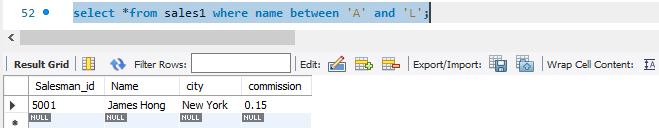 52 select *from sales1 where name between 'A' and 'L';
Result Grid Filter Rows: Edit: Export/Import: Wrap Cell Content:
Salesman_id Name city commission
5001 James Hong New York 0.15
NULL NULL NULL NULL